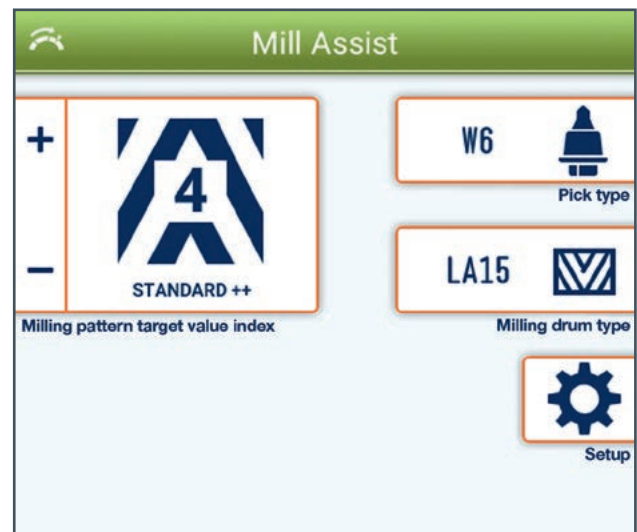 Mill Assist
+
4
−
STANDARD ++
Milling pattern target value index
W6
Pick type
LA15
Milling drum type
Setup